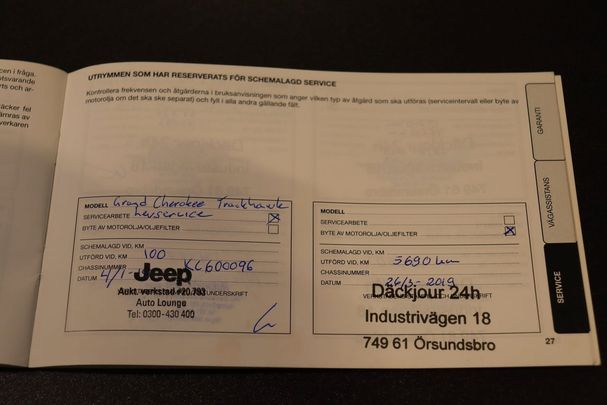 cen i fråga.
UTRYMMEN SOM HAR RESERVERATS FÖR SCHEMALAGD SERVICE
Kontrollera frekvensen och åtgärderna i bruksanvisningen som anger vilken typ av åtgärd som ska utföras (serviceintervall eller byte av
motorolja om det ska ske separat) och fyll i alla andra gällande fält.
GARANTI
VÄGASSISTANS
SERVICE
MODELL Grand Cherokee Trackhawk
SERVICEARBETE levservice
BYTE AV MOTOROLJA/OLJEFILTER
SCHEMALAGD VID, KM
UTFÖRD VID, KM 100
CHASSINUMMER KC600096
DATUM 4/1-
Jeep
Aukt. verkstad #20.793
Auto Lounge
Tel: 0300-430 400
MODELL
SERVICEARBETE
BYTE AV MOTOROLJA/OLJEFILTER
SCHEMALAGD VID, KM
UTFÖRD VID, KM 5690 km
CHASSINUMMER
DATUM 26/3-2019
Däckjour 24h
Industrivägen 18
749 61 Örsundsbro
27